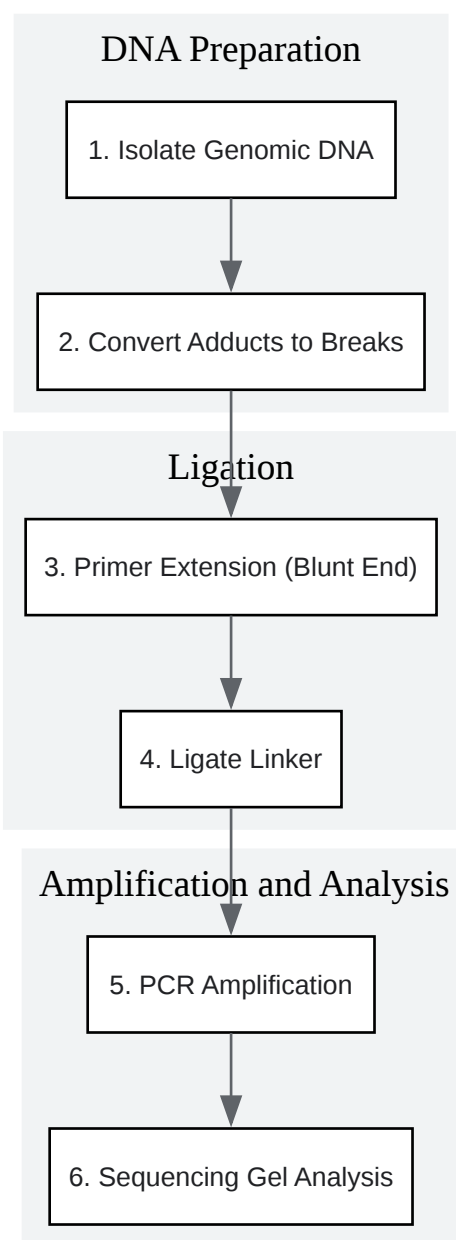 DNA Preparation
1. Isolate Genomic DNA
2. Convert Adducts to Breaks
Ligation
3. Primer Extension (Blunt End)
4. Ligate Linker
Amplification and Analysis
5. PCR Amplification
6. Sequencing Gel Analysis